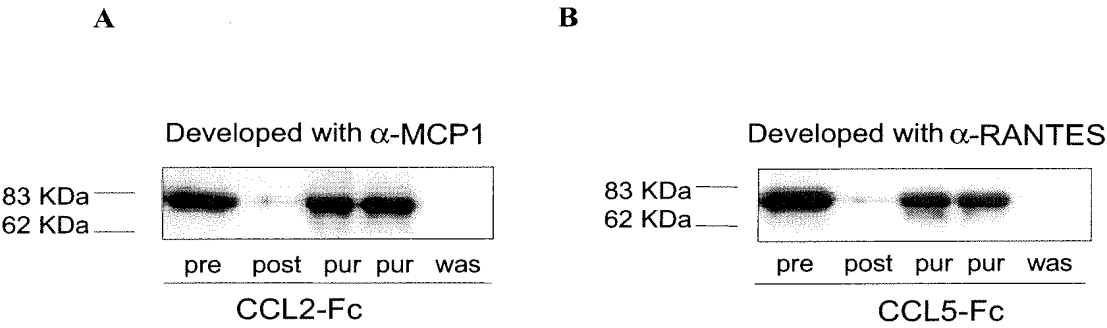 A
Developed with α-MCP1
83 KDa
62 KDa
pre post pur pur was
CCL2-Fc
B
Developed with α-RANTES
83 KDa
62 KDa
pre post pur pur was
CCL5-Fc